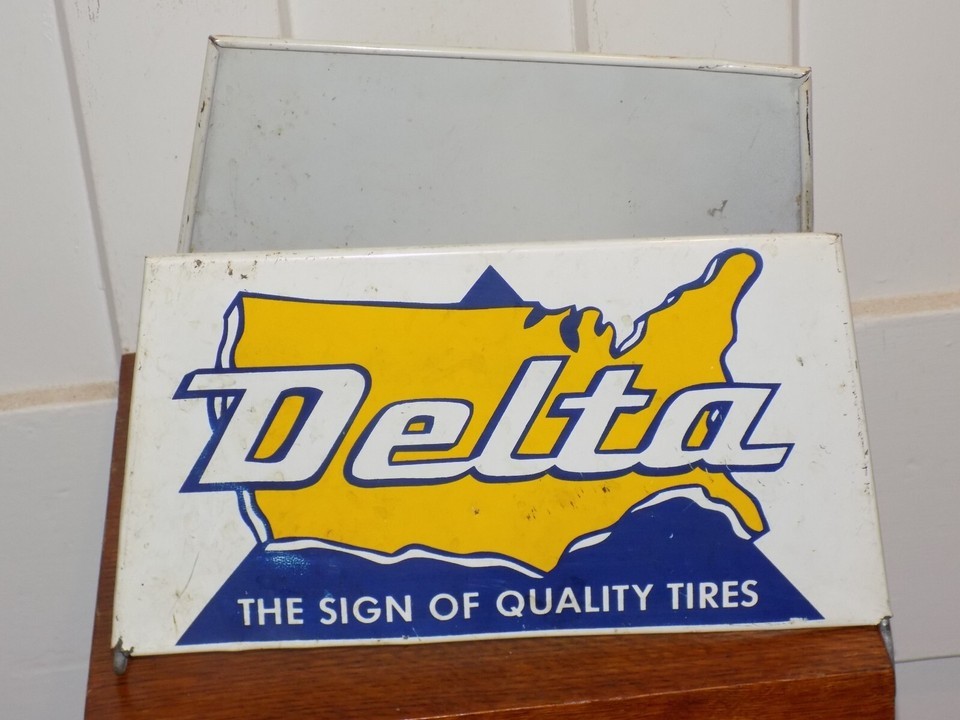 Delta
THE SIGN OF QUALITY TIRES